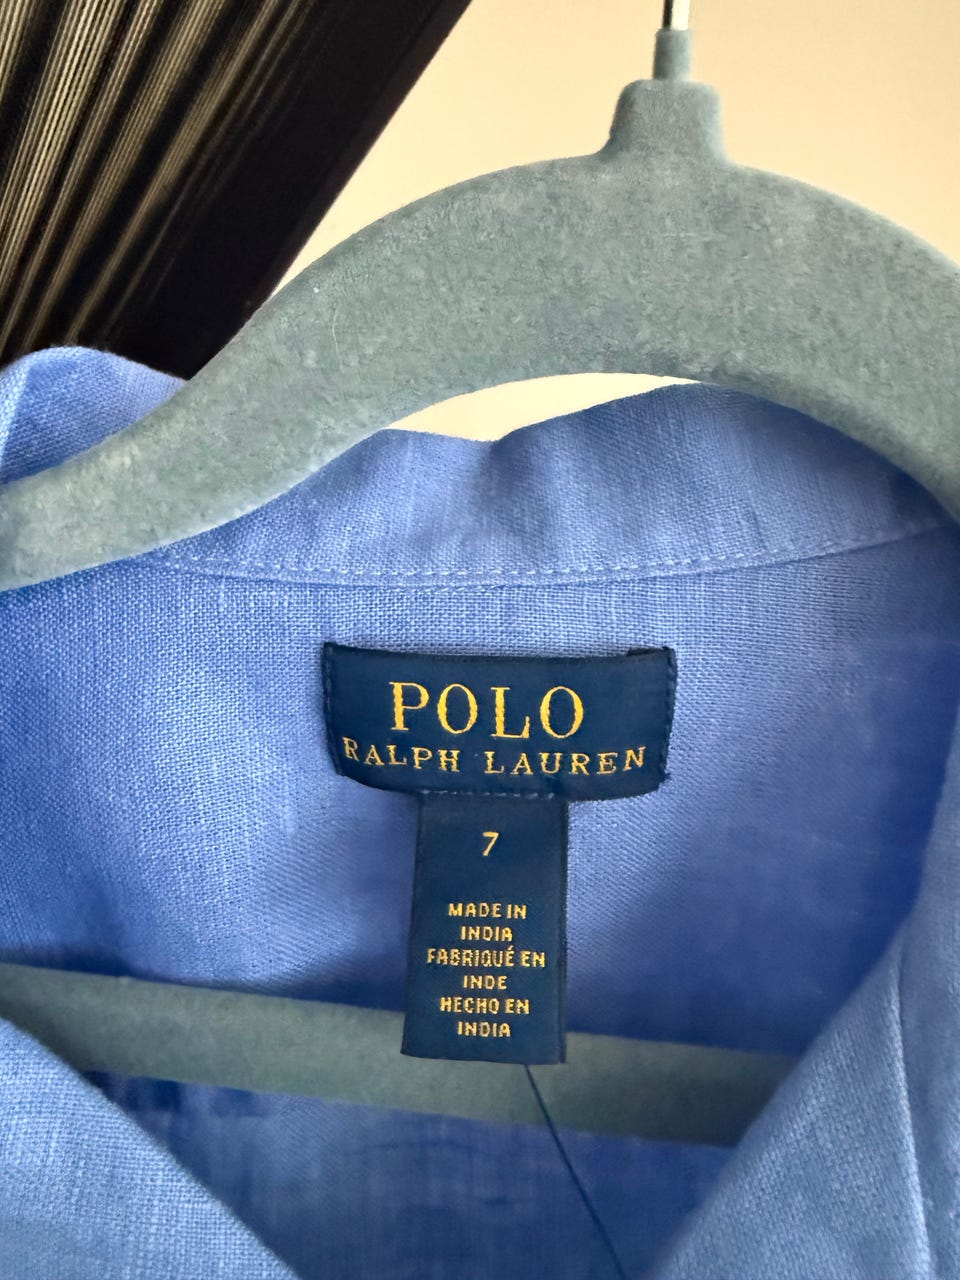 POLO
RALPH LAUREN
7
MADE IN
INDIA
FABRIQUÉ EN
INDE
HECHO EN
INDIA